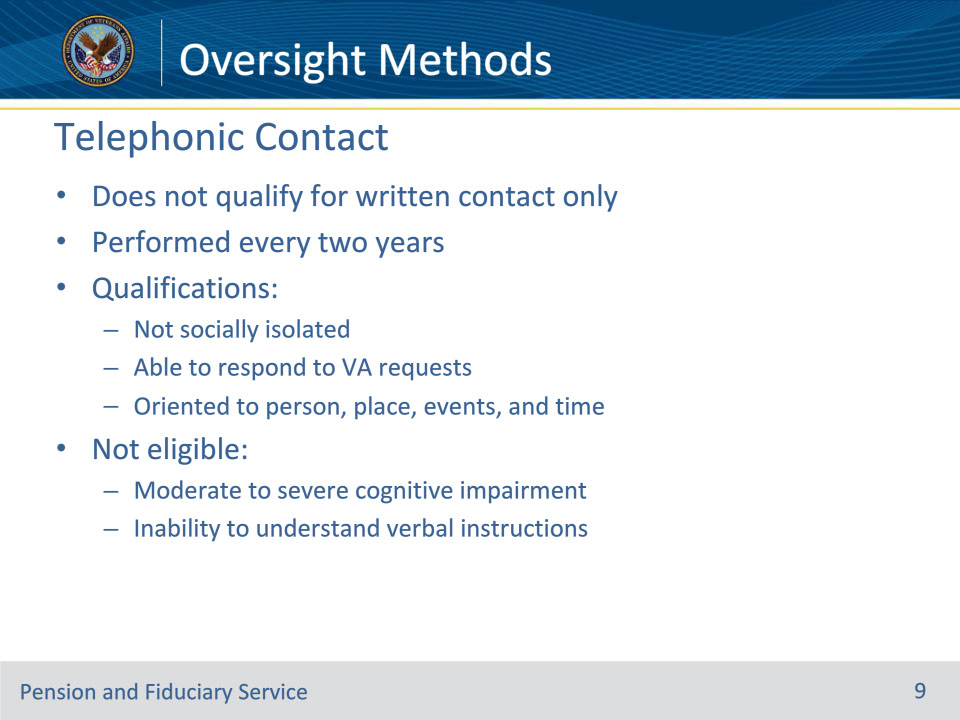 Oversight Methods
Telephonic Contact
• Does not qualify for written contact only
• Performed every two years
• Qualifications:
– Not socially isolated
– Able to respond to VA requests
– Oriented to person, place, events, and time
• Not eligible:
– Moderate to severe cognitive impairment
– Inability to understand verbal instructions
Pension and Fiduciary Service
9